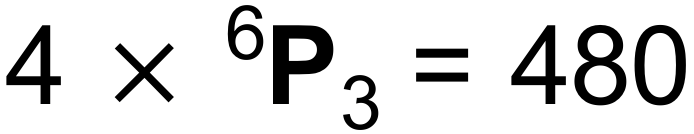 4 × ⁶P₃ = 480